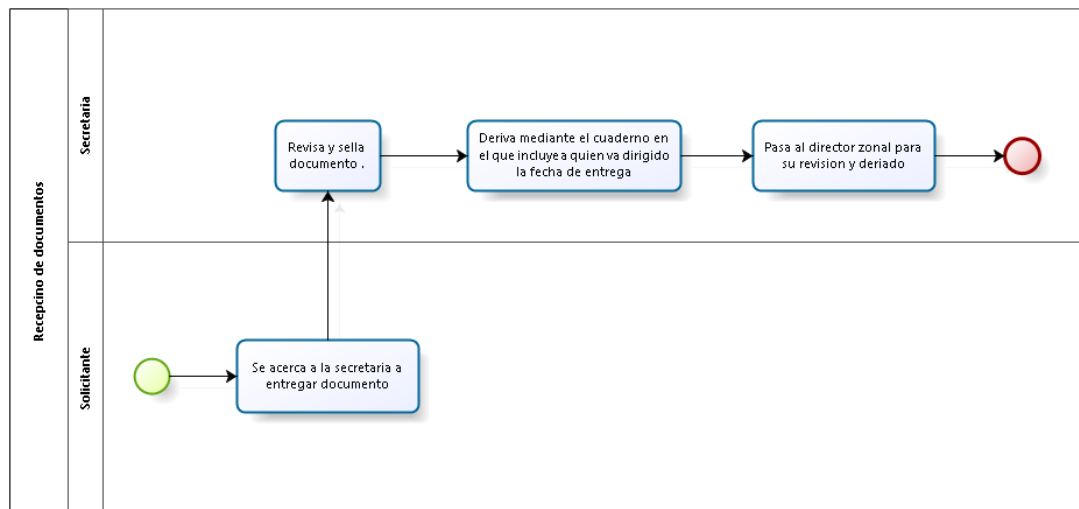 Recepcino de documentos
Secretaria
Revisa y sella
documento .
Deriva mediante el cuaderno en
el que incluye a quien va dirigido
la fecha de entrega
Pasa al director zonal para
su revision y deriado
Solicitante
Se acerca a la secretaria a
entregar documento